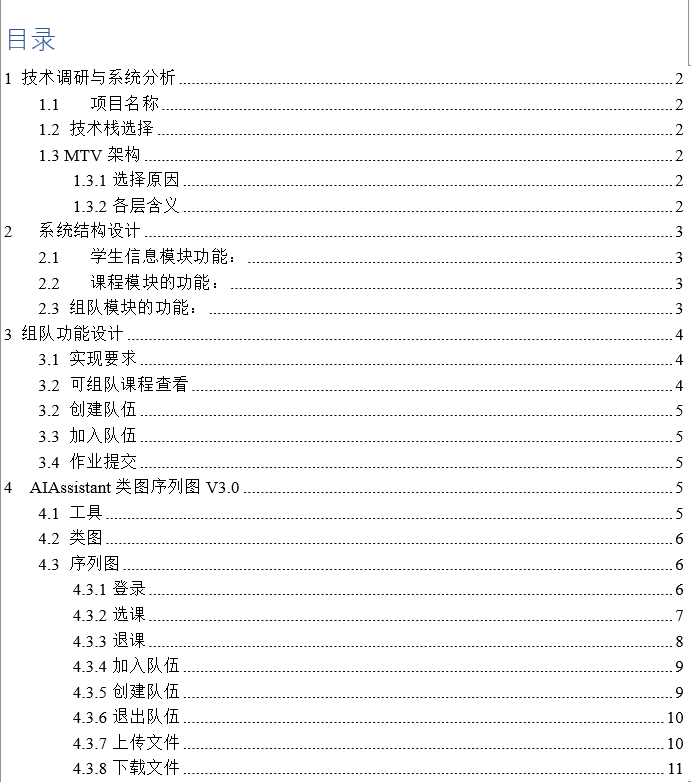 目录
1 技术调研与系统分析 2
1.1 项目名称 2
1.2 技术栈选择 2
1.3 MTV 架构 2
1.3.1 选择原因 2
1.3.2 各层含义 2
2 系统结构设计 3
2.1 学生信息模块功能： 3
2.2 课程模块的功能： 3
2.3 组队模块的功能： 3
3 组队功能设计 4
3.1 实现要求 4
3.2 可组队课程查看 4
3.2 创建队伍 5
3.3 加入队伍 5
3.4 作业提交 5
4 AIAssistant 类图序列图 V3.0 5
4.1 工具 5
4.2 类图 6
4.3 序列图 6
4.3.1 登录 6
4.3.2 选课 7
4.3.3 退课 8
4.3.4 加入队伍 9
4.3.5 创建队伍 9
4.3.6 退出队伍 10
4.3.7 上传文件 10
4.3.8 下载文件 11